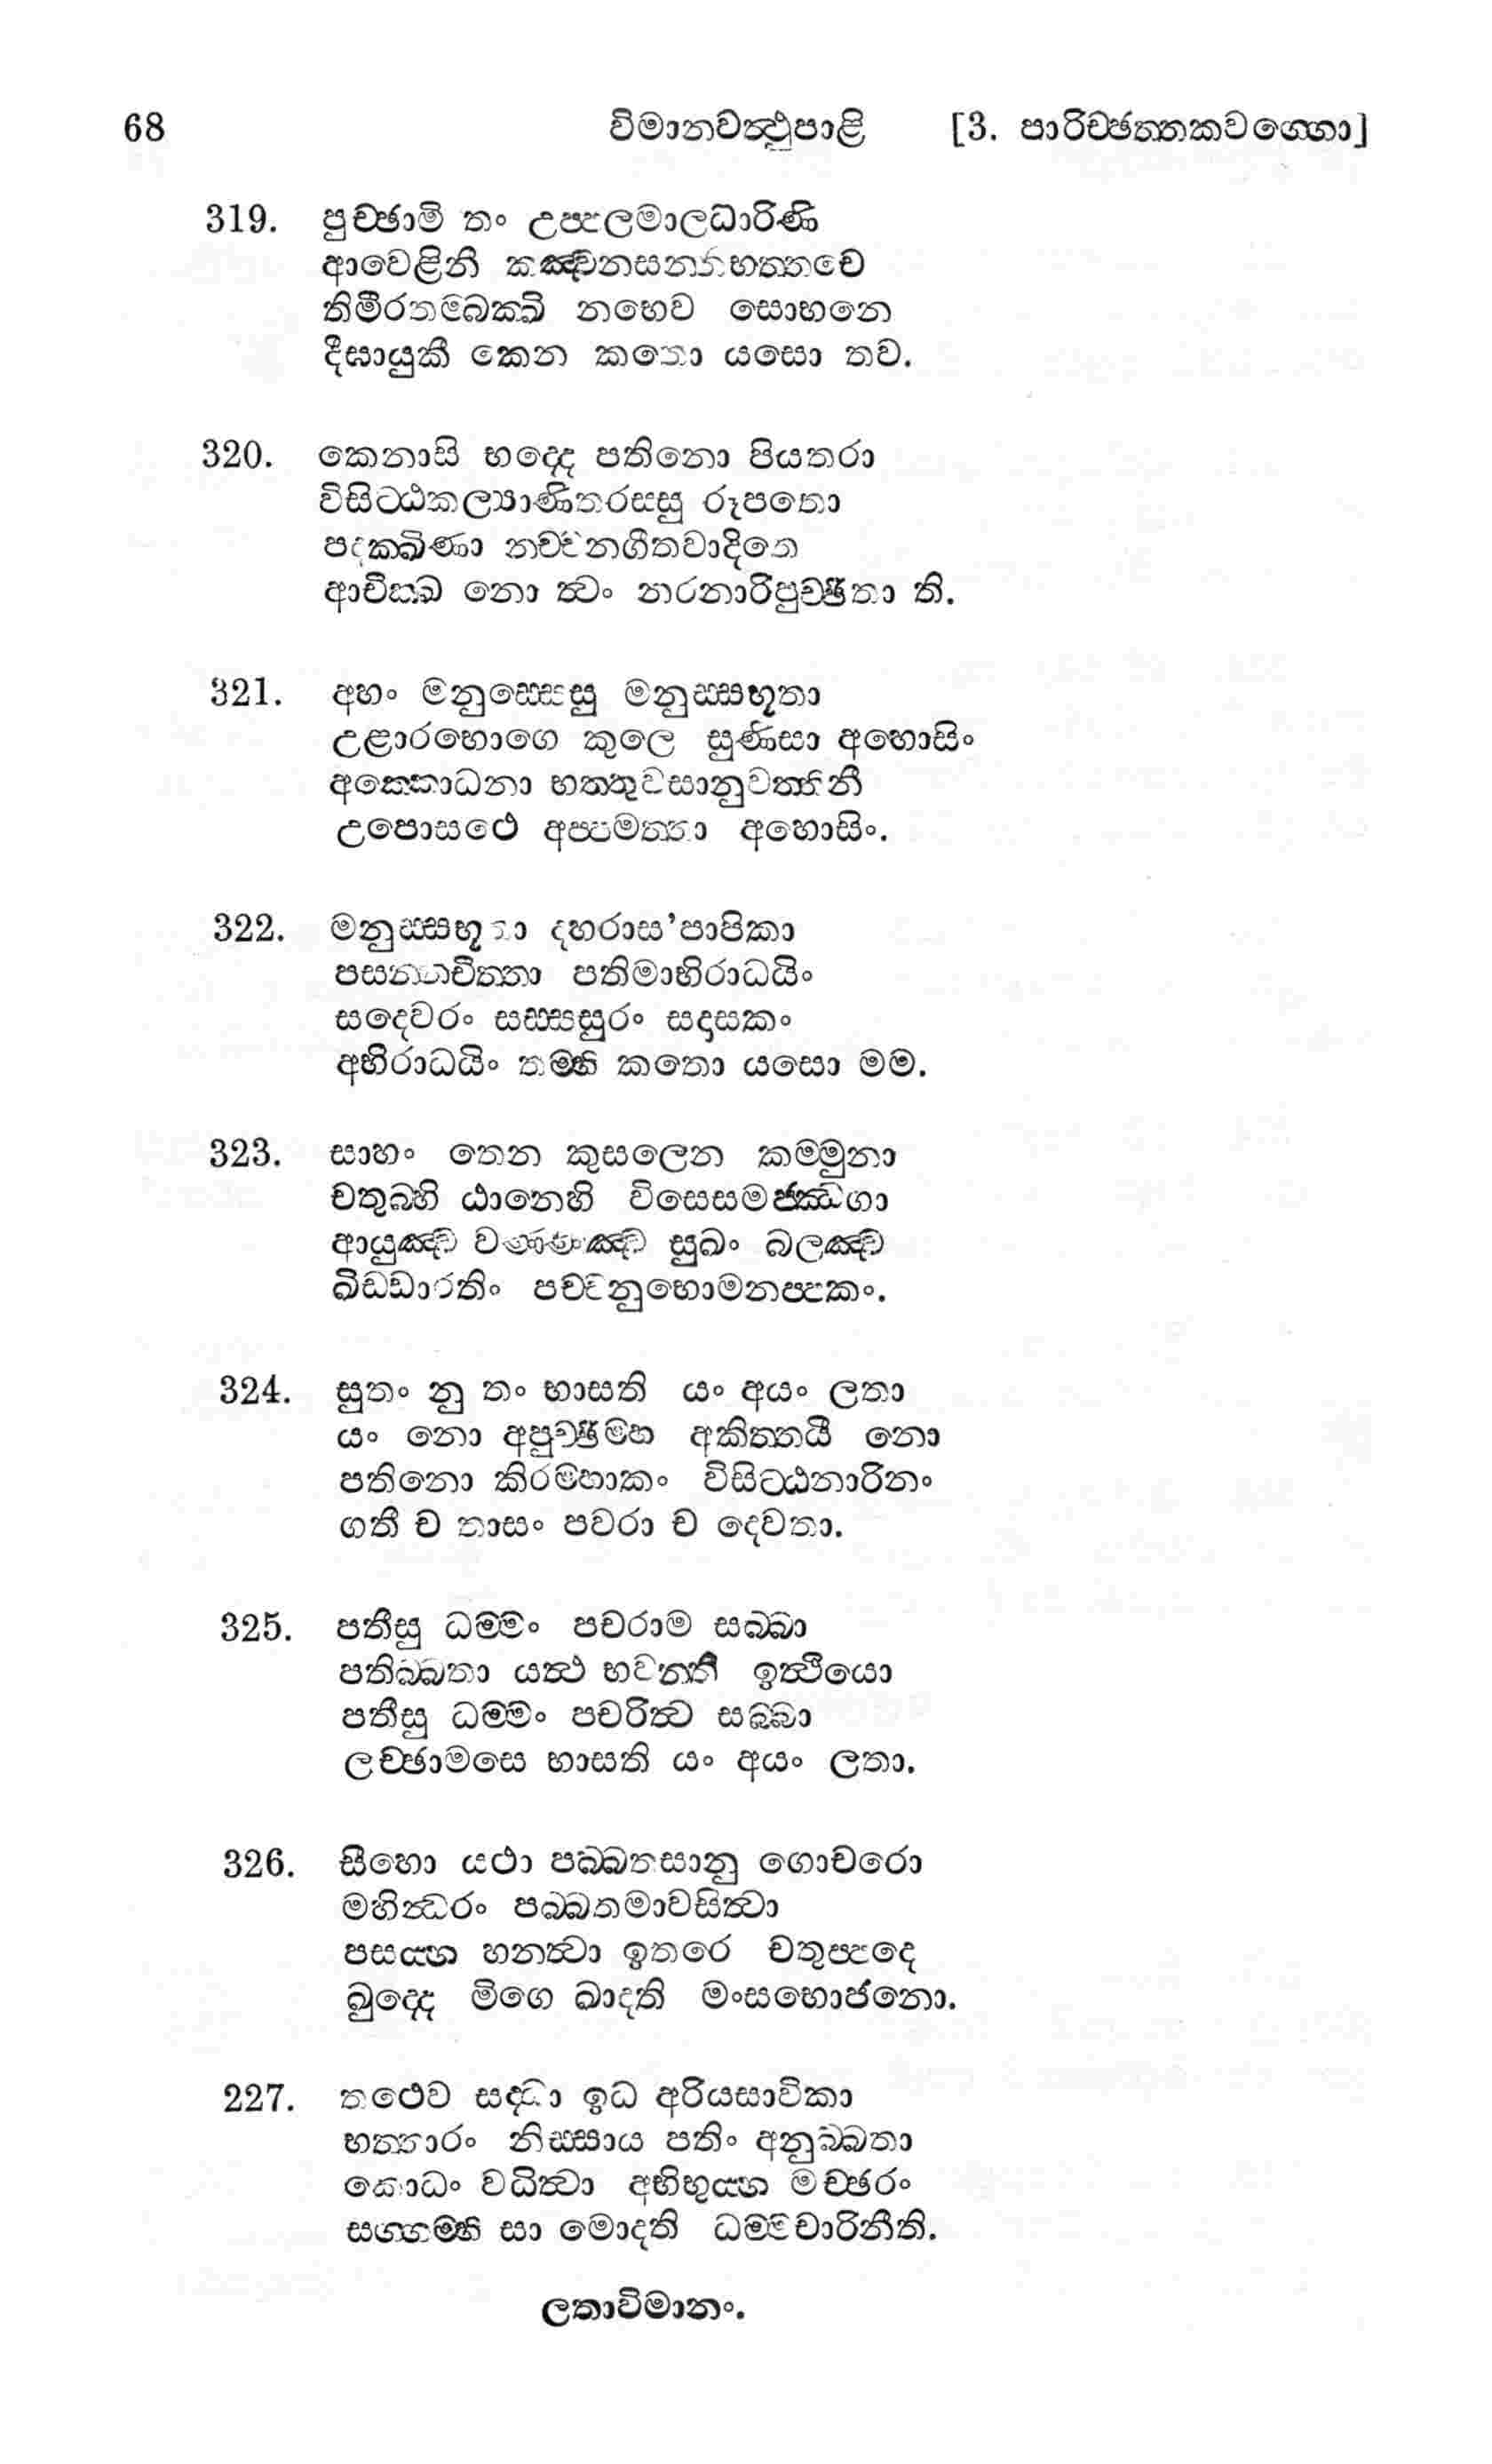 68 විමානවත්ථුපාළි [3. පාරිච්ඡත්තකවග්ගො]
319. පුච්ඡාමි තං උප්පලමාලධාරිණි
ආවෙළිනී කඤ්චනසන්නිභත්තචෙ
තිමීරතම්බක්ඛි නභෙව සොභනෙ
දීඝායුකී කෙන කතො යසො තව.
320. කෙනාසි භද්දෙ පතිනො පියතරා
විසිට්ඨකල්‍යාණිතරස්සු රූපතො
පදක්ඛිණා නච්චනගීතවාදිතෙ
ආචික්ඛ නො ත්වං නරනාරිපුච්ඡිතා ති.
321. අහං මනුස්සෙසු මනුස්සභූතා
උළාරභොගෙ කුලෙ සුණිසා අහොසිං
අක්කොධනා භත්තුවසානුවත්තිනී
උපොසථෙ අප්පමත්තා අහොසිං.
322. මනුස්සභූතා දහරාස'පාපිකා
පසන්නචිත්තා පතිමාභිරාධයිං
සදෙවරං සස්සසුරං සදාසකං
අභිරාධයිං තම්හි කතො යසො මම.
323. සාහං තෙන කුසලෙන කම්මුනා
චතුබ්හි ඨානෙහි විසෙසමජ්ඣගා
ආයුඤ්ච වණ්ණඤ්ච සුඛං බලඤ්ච
ඛිඩ්ඩාරතිං පච්චනුභොමනප්පකං.
324. සුතං නු තං භාසති යං අයං ලතා
යං නො අපුච්ඡිම්හ අකිත්තයී නො
පතිනො කිරම්හාකං විසිට්ඨනාරිනං
ගතී ච තාසං පවරා ච දෙවතා.
325. පතීසු ධම්මං පචරාම සබ්බා
පතිබ්බතා යත්ථ භවන්ති ඉත්ථියො
පතීසු ධම්මං පචරිත්ව සබ්බා
ලච්ඡාමසෙ භාසති යං අයං ලතා.
326. සීහො යථා පබ්බතසානු ගොචරො
මහින්ධරං පබ්බතමාවසිත්වා
පසය්හ හන්ත්වා ඉතරෙ චතුප්පදෙ
ඛුද්දෙ මිගෙ ඛාදති මංසභොජනො.
227. තථෙව සද්ධා ඉධ අරියසාවිකා
භත්තාරං නිස්සාය පතිං අනුබ්බතා
කොධං වධිත්වා අභිභුය්හ මච්ඡරං
සග්ගම්හි සා මොදති ධම්මචාරිනීති.
ලතාවිමානං.